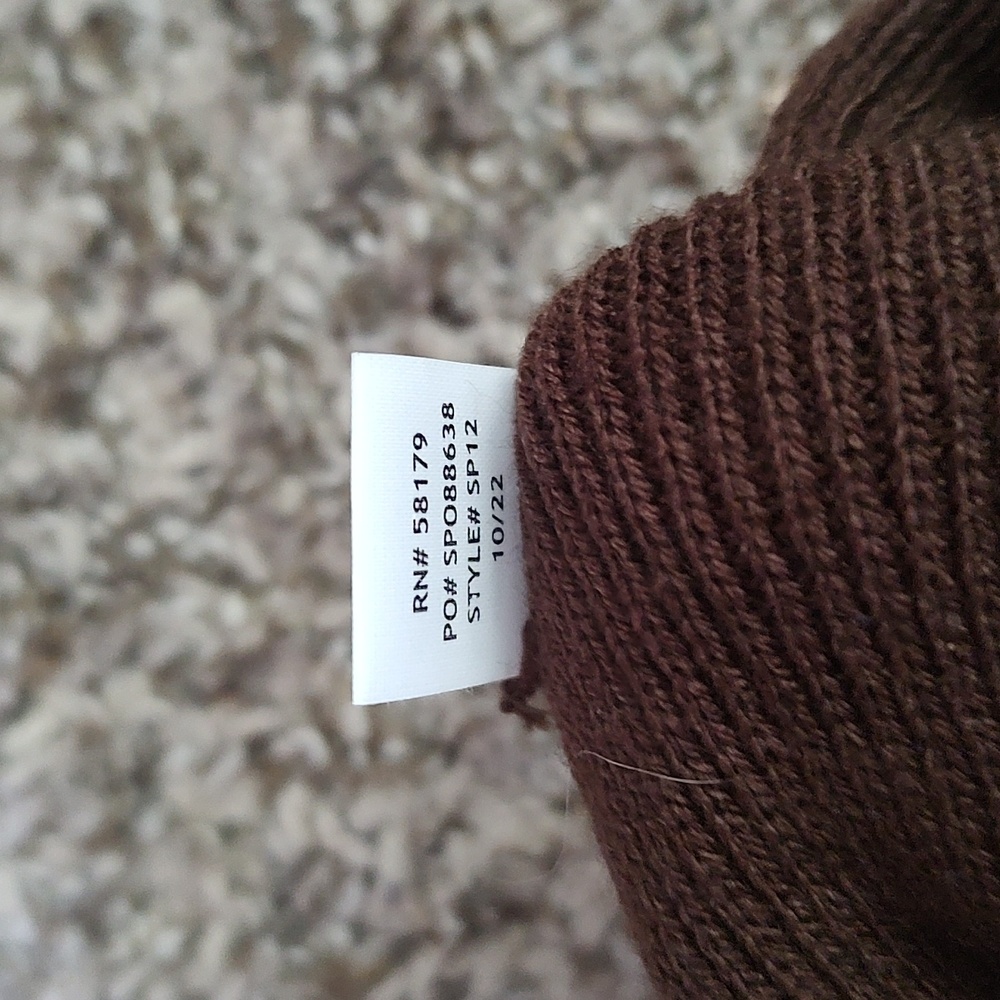 RN# 58179
PO# SPO88638
STYLE# SP12
10/22